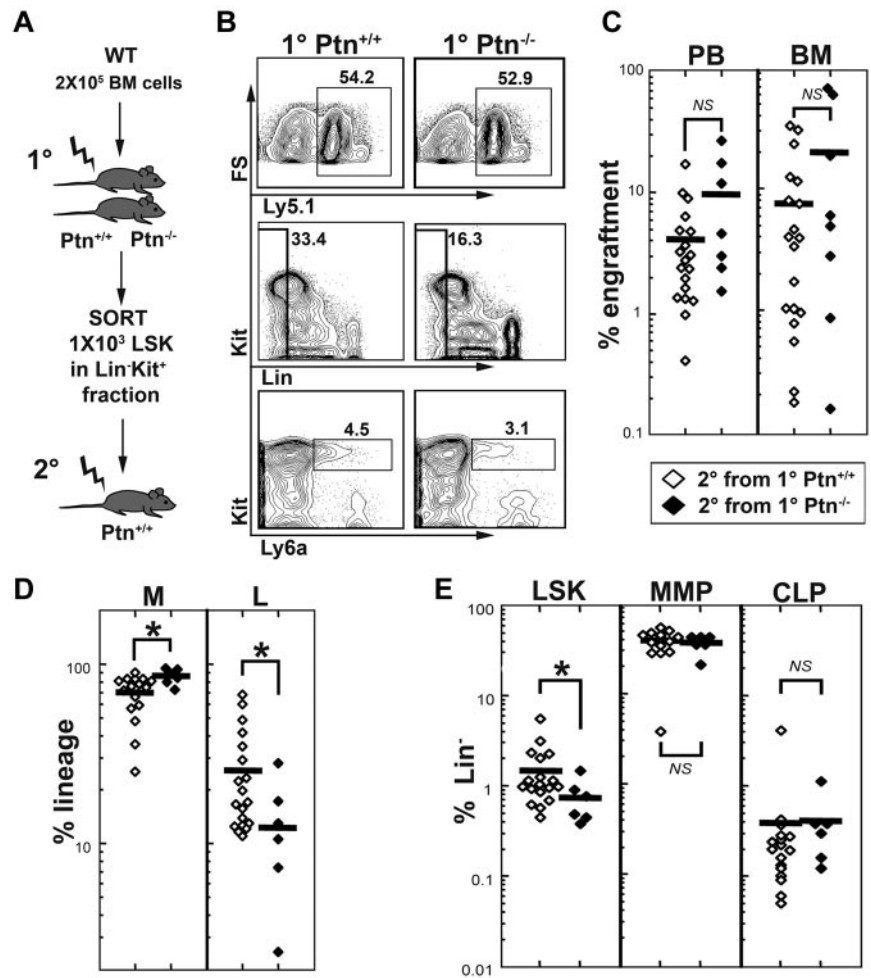 A
WT
2X10⁵ BM cells
1°
Ptn⁺/⁺ Ptn⁻/⁻
SORT
1X10³ LSK
in Lin⁻Kit⁺
fraction
2°
Ptn⁺/⁺
B
1° Ptn⁺/⁺ 1° Ptn⁻/⁻
54.2 52.9
FS
Ly5.1
33.4 16.3
Kit
Lin
4.5 3.1
Kit
Ly6a
C
PB BM
NS NS
% engraftment
100
10
1
0.1
2° from 1° Ptn⁺/⁺
2° from 1° Ptn⁻/⁻
D
M L
* *
% lineage
100
10
E
LSK MMP CLP
* NS NS
% Lin⁻
100
10
1
0.1
0.01